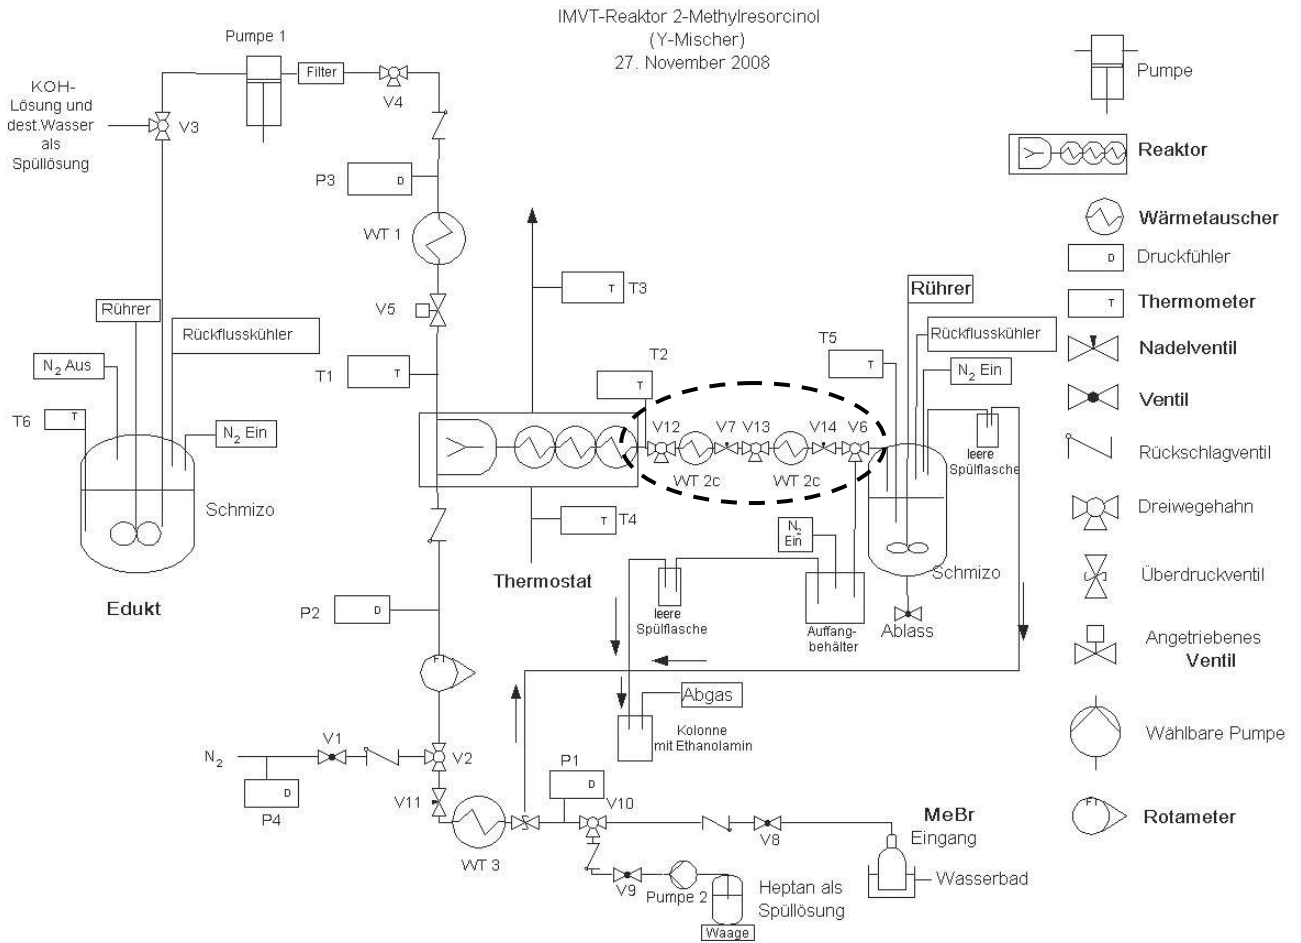 IMVT-Reaktor 2-Methylresorcinol
(Y-Mischer)
27. November 2008
Pumpe 1
Filter
V4
KOH-
Lösung und
dest.Wasser
als
Spüllösung
V3
P3
D
WT 1
V5
T1
T
T3
T
T2
T
T5
T
Rührer
Rückflusskühler
N2 Aus
T6
T
N2 Ein
Schmizo
Edukt
Rührer
Rückflusskühler
N2 Ein
leere
Spülflasche
V12
V7
V13
V14
V6
WT 2c
WT 2c
T4
T
Thermostat
N2
Ein
Schmizo
Ablass
leere
Spülflasche
Auffang-
behälter
P2
D
FI
Abgas
Kolonne
mit Ethanolamin
N2
V1
V2
P4
D
V11
WT 3
P1
D
V10
V8
V9
Pumpe 2
Waage
Heptan als
Spüllösung
MeBr
Eingang
Wasserbad
Pumpe
Reaktor
Wärmetauscher
D
Druckfühler
T
Thermometer
Nadelventil
Ventil
Rückschlagventil
Dreiwegehahn
Überdruckventil
Angetriebenes
Ventil
Wählbare Pumpe
FI
Rotameter